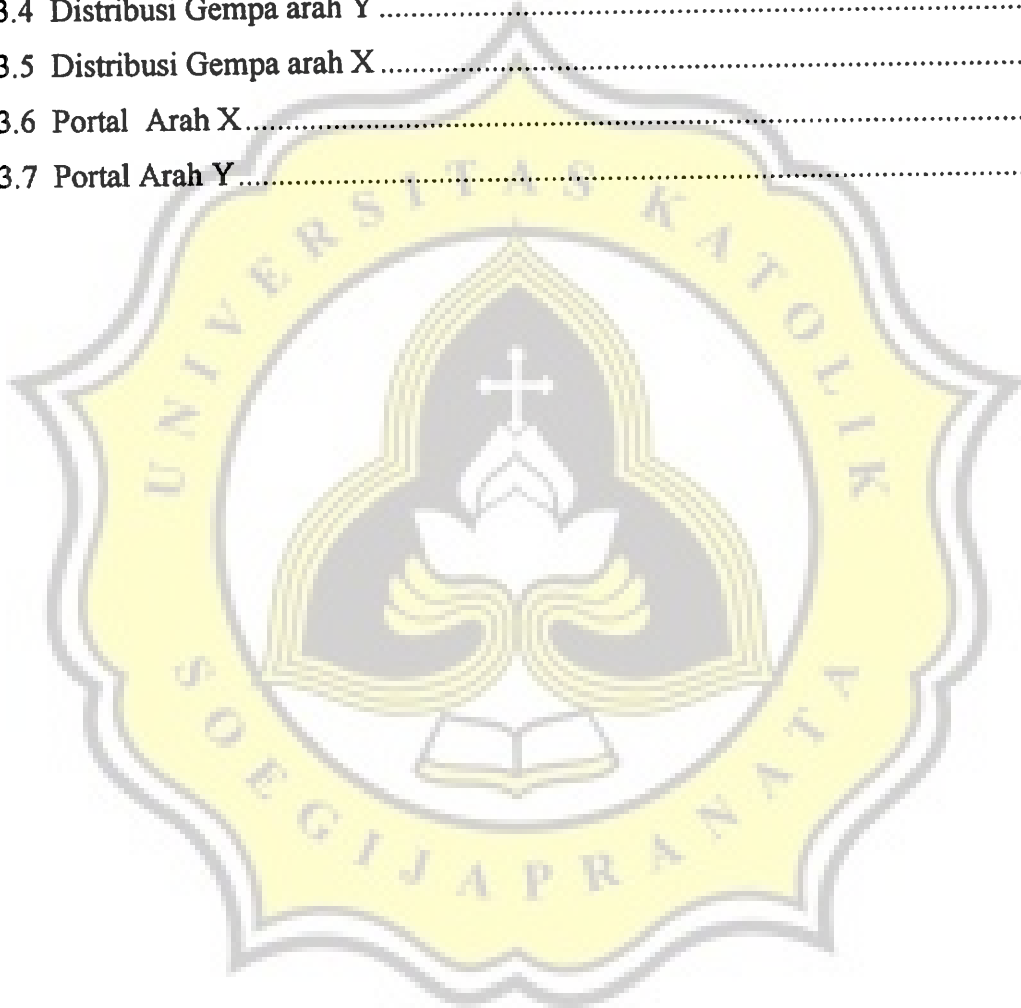 3.4 Distribusi Gempa arah Y ........................................................................
3.5 Distribusi Gempa arah X ........................................................................
3.6 Portal Arah X ........................................................................
3.7 Portal Arah Y ........................................................................
UNIVERSITAS KATOLIK
SOEGIJAPRANATA